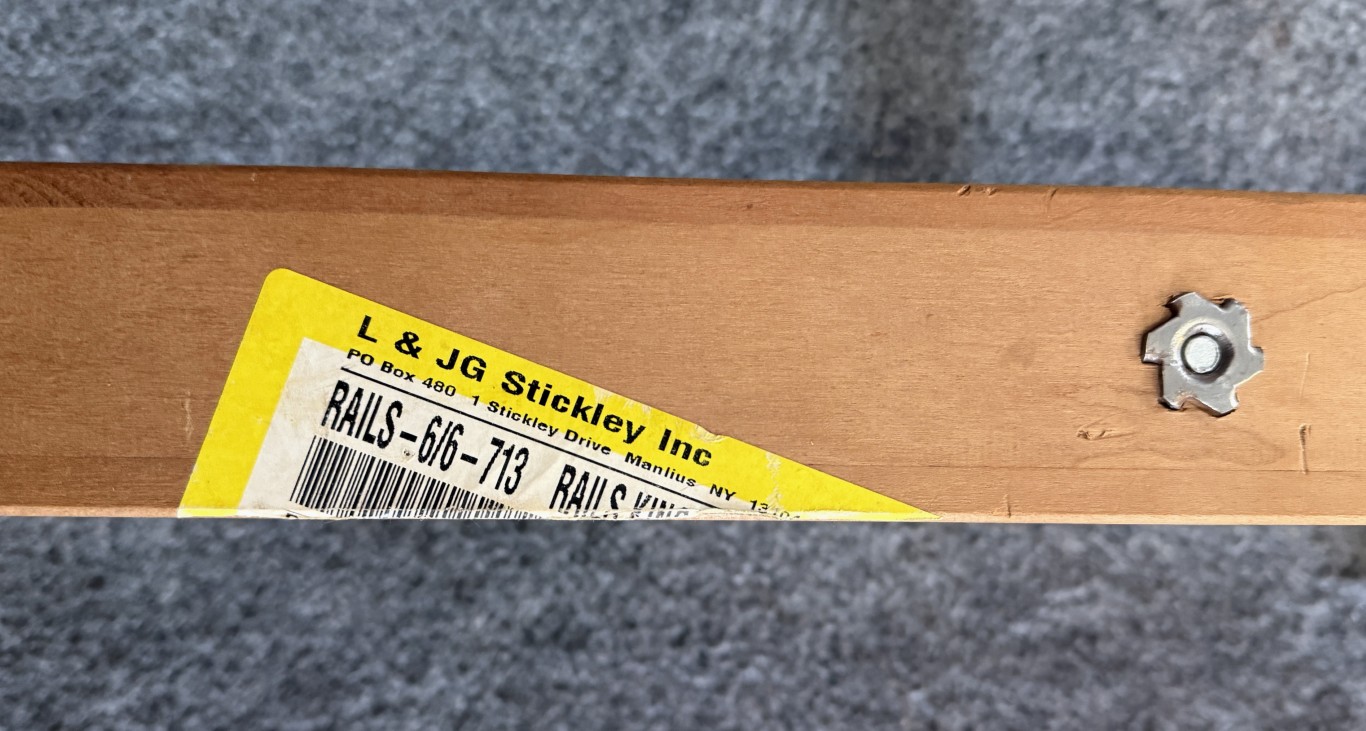 L & JG Stickley Inc
PO Box 480 1 Stickley Drive Manlius NY
RAILS-6/6-713 RAILS KING